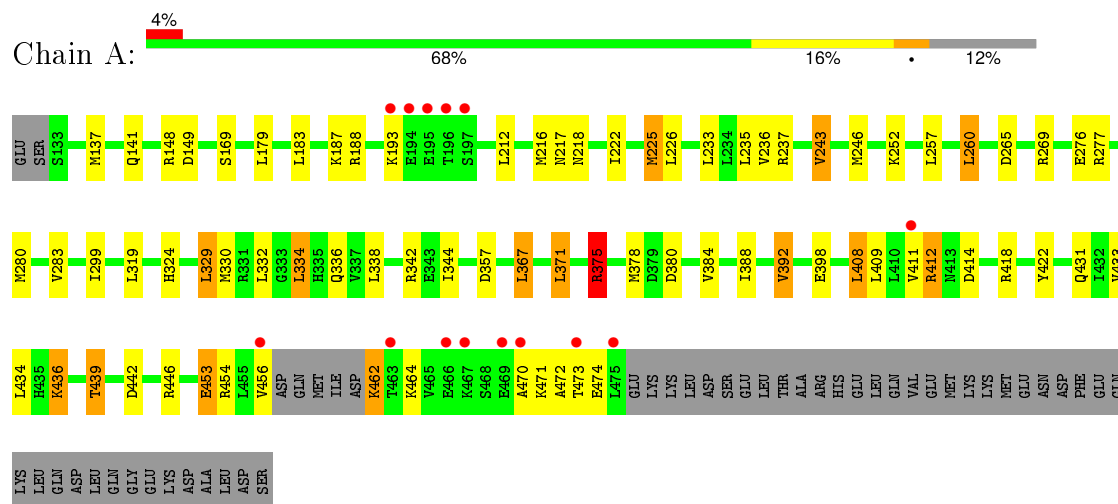 4%
Chain A:
68% 16% • 12%
GLU SER S133 M137 Q141 R148 D149 S169 L179 L183 K187 R188 K193 E194 E195 T196 S197 L212 M216 N217 N218 I222 M225 L226 L233 L234 L235 V236 R237 V243 M246 K252 L257 L260 D265 R269 E276 R277
M280 V283 I299 L319 H324 L329 M330 R331 L332 G333 L334 H335 Q336 V337 L338 R342 E343 I344 D357 L367 L371 R375 M378 D379 D380 V384 I388 V392 E398 L408 L409 L410 V411 R412 N413 D414 R418 Y422 Q431 I432 V433
L434 H435 K436 T439 D442 R446 E453 R454 L455 V456 ASP GLN MET ILE ASP K462 T463 K464 V465 E466 K467 S468 E469 A470 K471 A472 T473 E474 L475 GLU LYS LYS LEU ASP SER GLU LEU THR ALA ARG HIS GLU LEU GLN VAL GLU MET LYS LYS MET GLU ASN ASP PHE GLU GLN
LYS LEU GLN ASP LEU GLN GLY GLU LYS ASP ALA LEU ASP SER